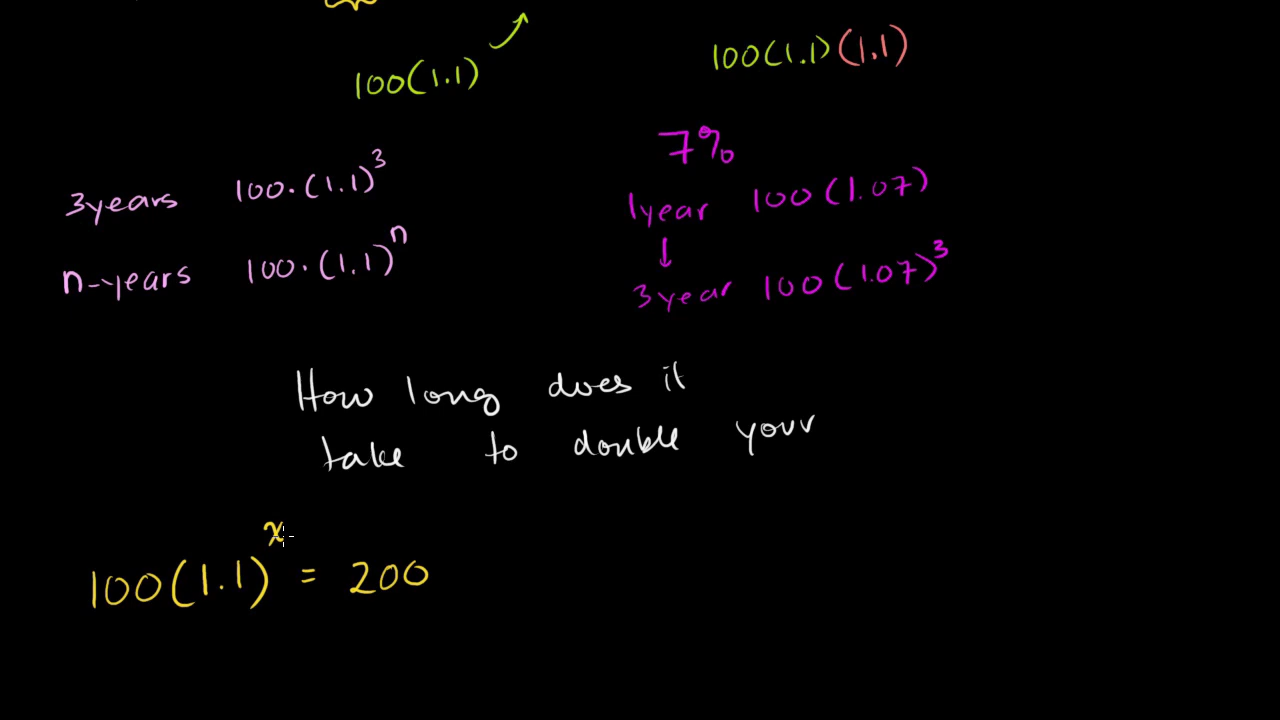 100(1.1)
100(1.1)(1.1)
3years 100·(1.1)^3
n-years 100·(1.1)^n
7%
1year 100(1.07)
3year 100(1.07)^3
How long does it
take to double your
100(1.1)^x = 200